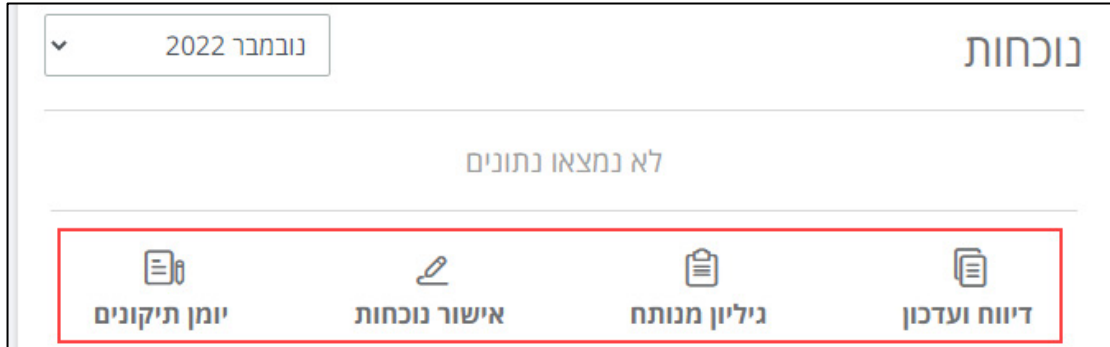 נוכחות
נובמבר 2022
לא נמצאו נתונים
דיווח ועדכון
גיליון מנותח
אישור נוכחות
יומן תיקונים